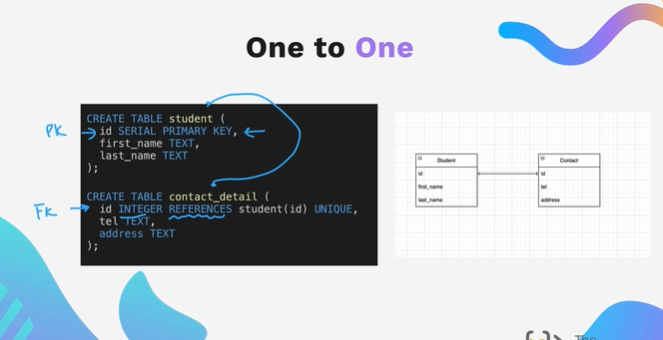 One to One
CREATE TABLE student (
PK
id SERIAL PRIMARY KEY,
first_name TEXT,
last_name TEXT
);
CREATE TABLE contact_detail (
FK
id INTEGER REFERENCES student(id) UNIQUE,
tel TEXT,
address TEXT
);
Student
id
first_name
last_name
Contact
id
tel
address
The